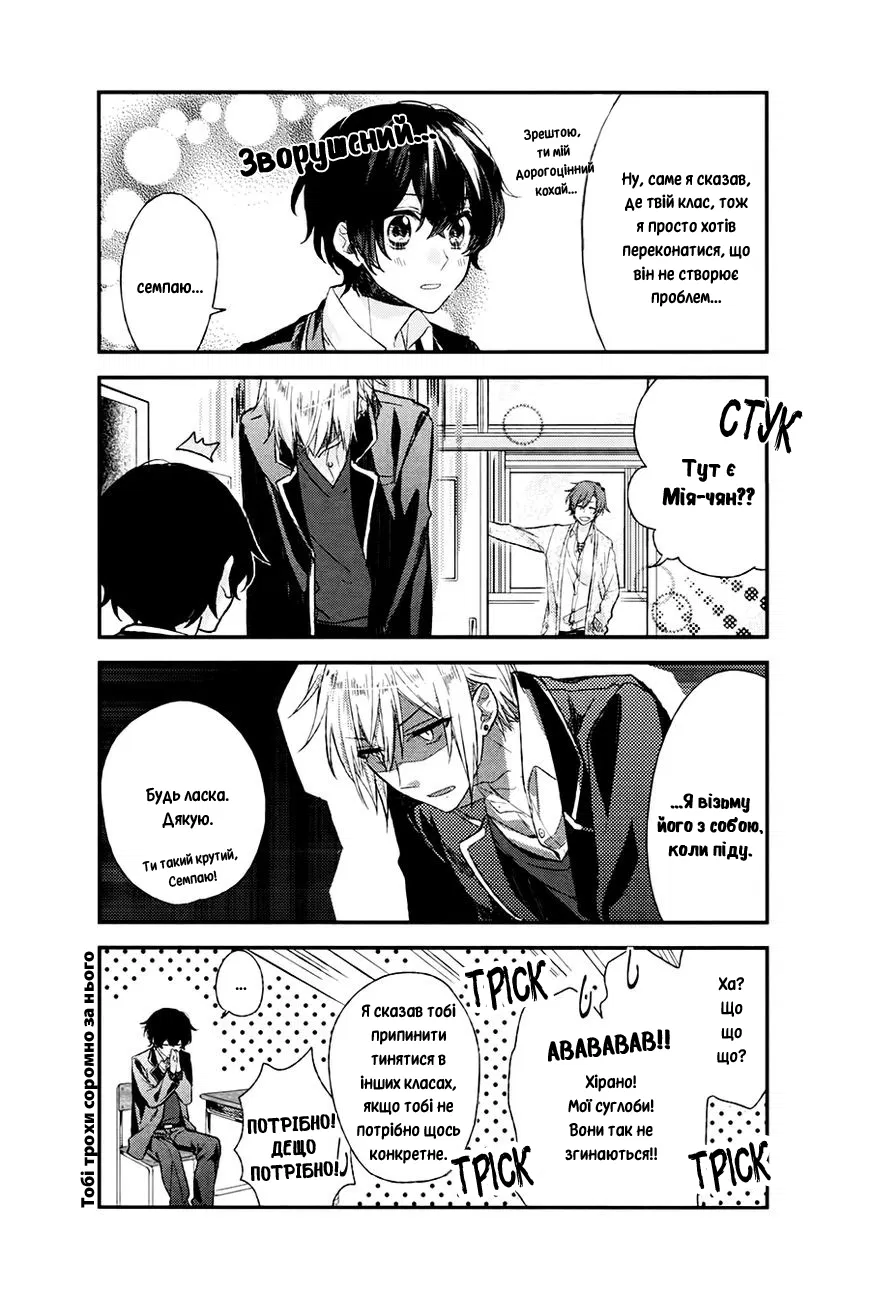 Ну, саме я сказав,
де твій клас, тож
я просто хотів
переконатися, що
він не створює
проблем...
Зрештою,
ти мій
дорогоцінний
кохай...
Зворушєний...
семпаю...
СТУК
Тут є
Мія-чян??
...Я візьму
його з собою,
коли піду.
Будь ласка.
Дякую.
Ти такий крутий,
Семпаю!
Ха?
Що
що
що?
ТРІСК
АВАВАВАВ!!
Хірано!
Мої суглоби!
Вони так не
згинаються!!
ТРІСК
ТРІСК
Я сказав тобі
припинити
тинятися в
інших класах,
якщо тобі не
потрібно щось
конкретне.
ПОТРІБНО!
ДЕЩО
ПОТРІБНО!
...
Тобі трохи соромно за нього